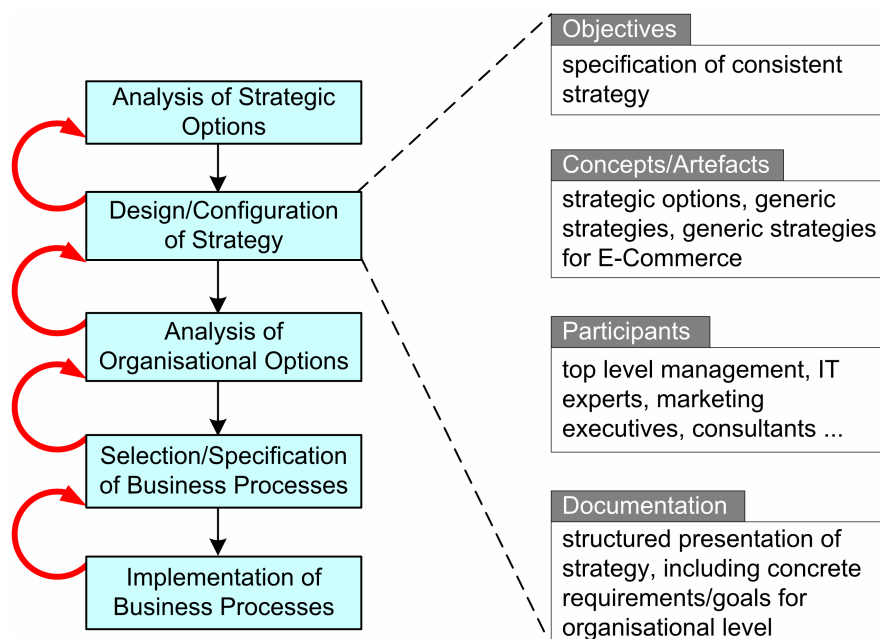 Analysis of Strategic
Options
Design/Configuration
of Strategy
Analysis of
Organisational Options
Selection/Specification
of Business Processes
Implementation of
Business Processes
Objectives
specification of consistent
strategy
Concepts/Artefacts
strategic options, generic
strategies, generic strategies
for E-Commerce
Participants
top level management, IT
experts, marketing
executives, consultants ...
Documentation
structured presentation of
strategy, including concrete
requirements/goals for
organisational level